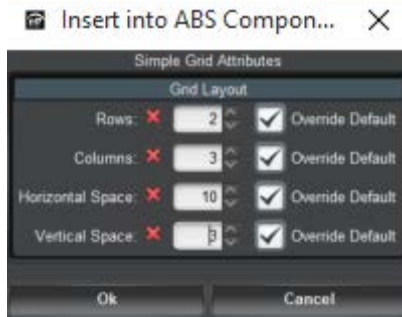 Insert into ABS Compon...
Simple Grid Attributes
Grid Layout
Rows: 2 Override Default
Columns: 3 Override Default
Horizontal Space: 10 Override Default
Vertical Space: 3 Override Default
Ok Cancel